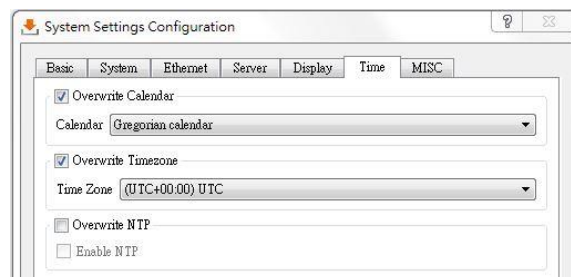 System Settings Configuration
Basic System Ethernet Server Display Time MISC
Overwrite Calendar
Calendar Gregorian calendar
Overwrite Timezone
Time Zone (UTC+00:00) UTC
Overwrite NTP
Enable NTP